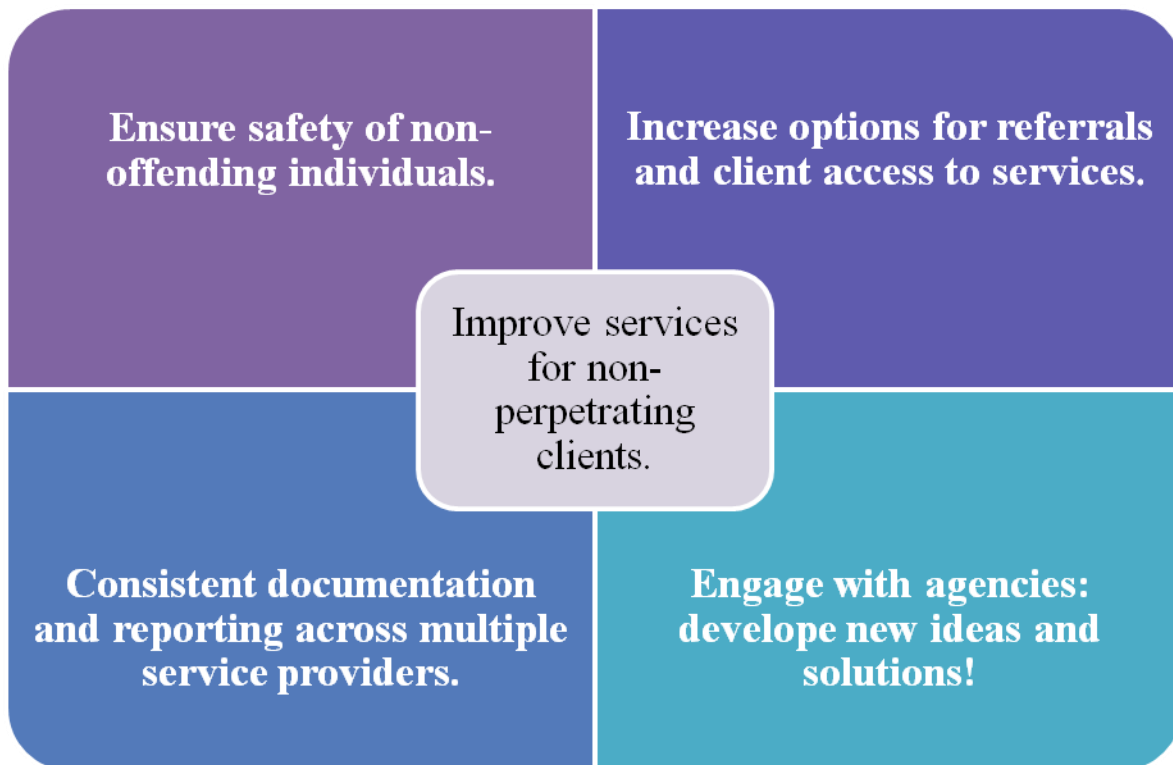 Ensure safety of non-
offending individuals.
Increase options for referrals
and client access to services.
Improve services
for non-
perpetrating
clients.
Consistent documentation
and reporting across multiple
service providers.
Engage with agencies:
develope new ideas and
solutions!